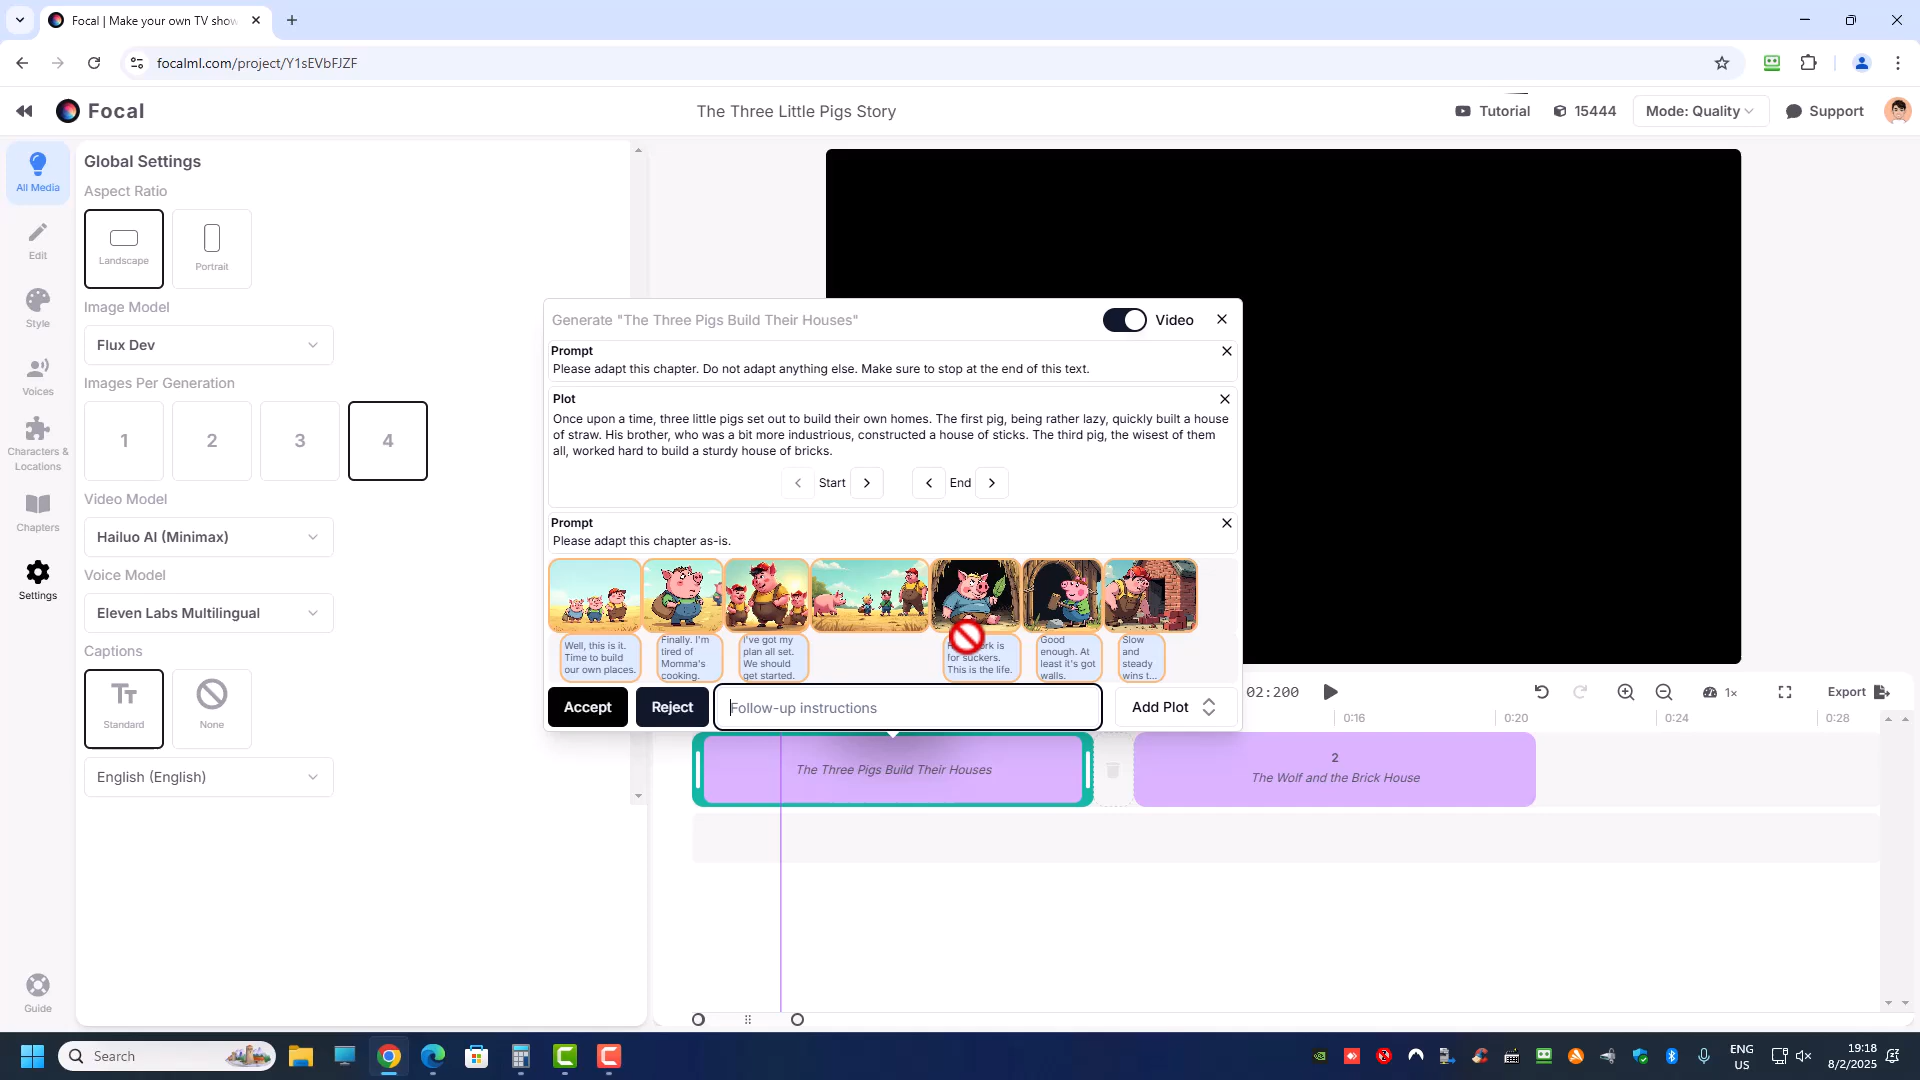 Focal | Make your own TV show
focalml.com/project/Y1sEVbFJZF
Focal
The Three Little Pigs Story
Tutorial
15444
Mode: Quality
Support
All Media
Edit
Style
Voices
Characters &
Locations
Chapters
Settings
Guide
Global Settings
Aspect Ratio
Landscape
Portrait
Image Model
Flux Dev
Images Per Generation
1
2
3
4
Video Model
Hailuo AI (Minimax)
Voice Model
Eleven Labs Multilingual
Captions
Standard
None
English (English)
Generate "The Three Pigs Build Their Houses"
Video
Prompt
Please adapt this chapter. Do not adapt anything else. Make sure to stop at the end of this text.
Plot
Once upon a time, three little pigs set out to build their own homes. The first pig, being rather lazy, quickly built a house
of straw. His brother, who was a bit more industrious, constructed a house of sticks. The third pig, the wisest of them
all, worked hard to build a sturdy house of bricks.
Start
End
Prompt
Please adapt this chapter as-is.
Well, this is it.
Time to build
our own places.
Finally. I'm
tired of
Momma's
cooking.
I've got my
plan all set.
We should
get started.
is
for suckers.
This is the life.
Good
enough. At
least it's got
walls.
Slow
and
steady
wins t...
Accept
Reject
Follow-up instructions
Add Plot
02:200
1x
Export
0:16
0:20
0:24
0:28
The Three Pigs Build Their Houses
2
The Wolf and the Brick House
Search
ENG
US
19:18
8/2/2025